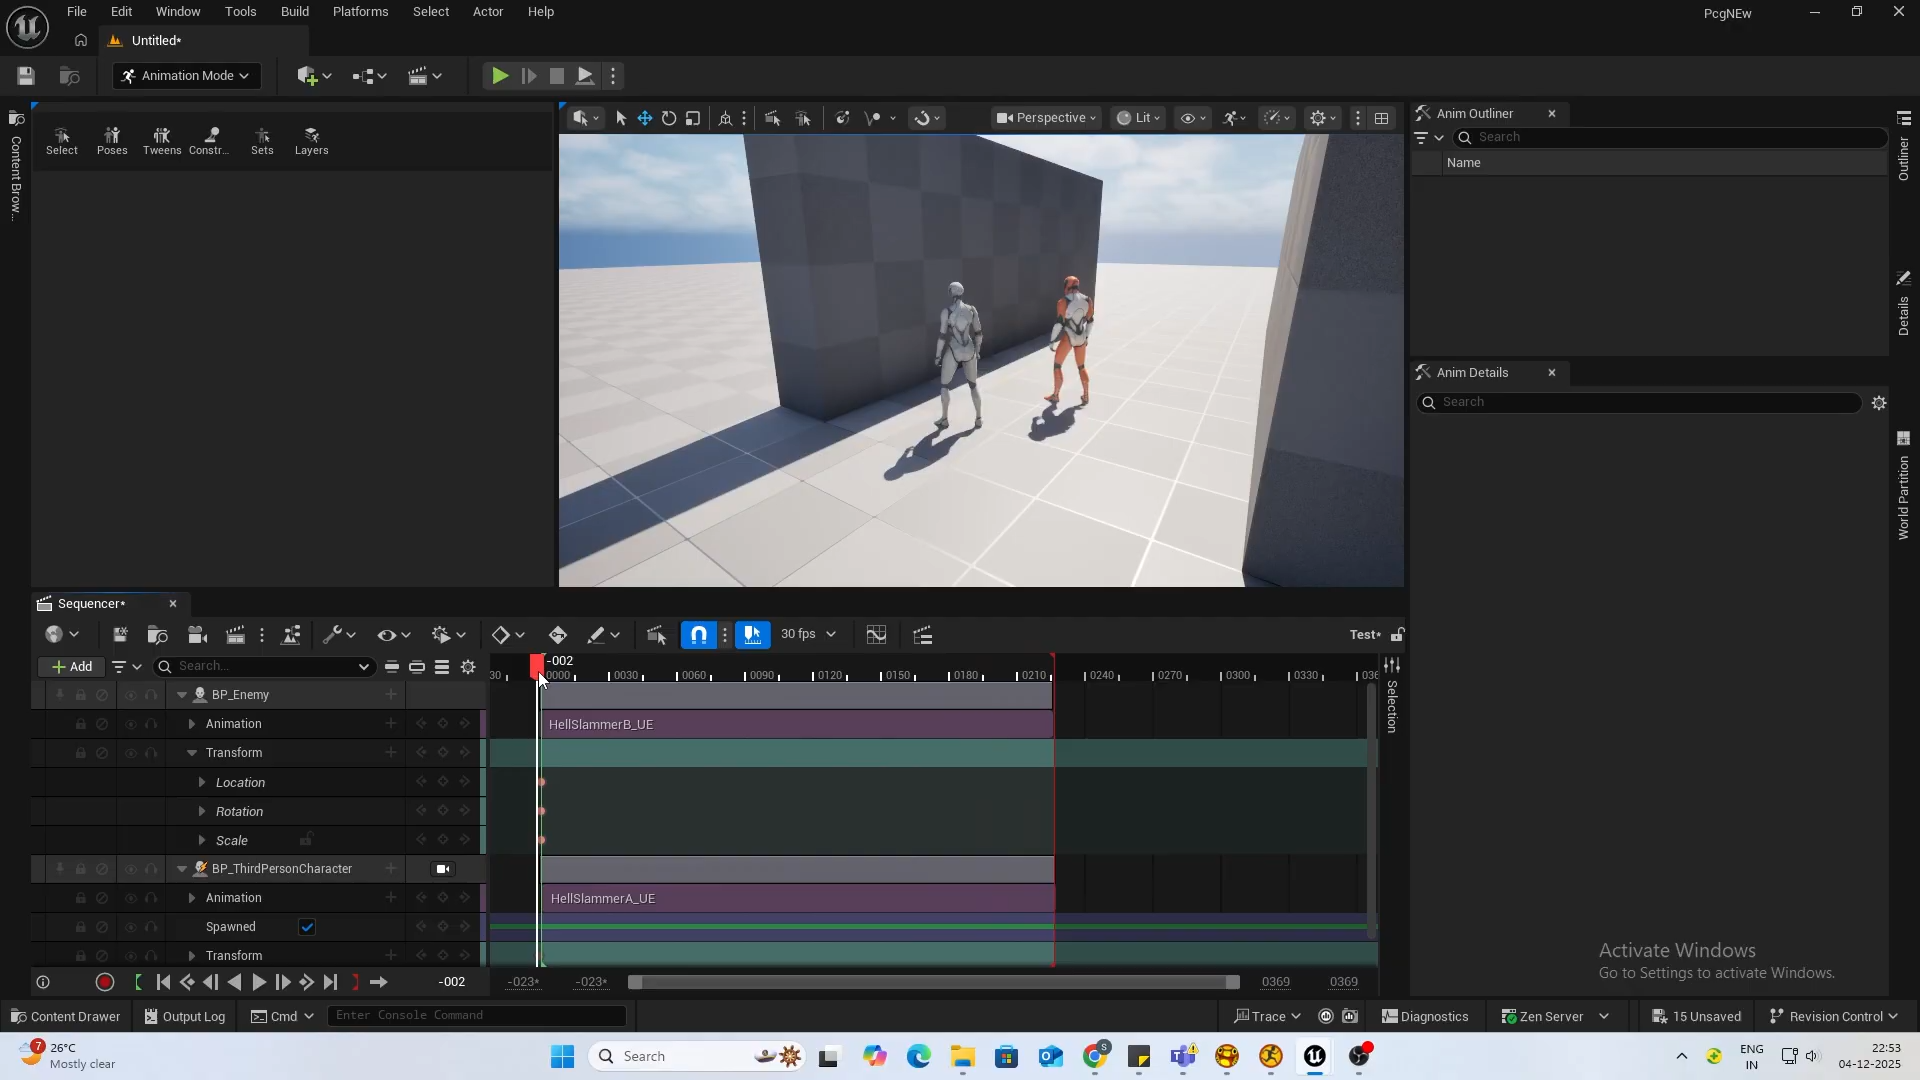 File Edit Window Tools Build Platforms Select Actor Help
PcgNEw
Untitled*
Animation Mode
Select Poses Tweens Constr... Sets Layers
Content Brow...
Perspective Lit
Anim Outliner
Search
Name
Outliner
Details
World Partition
Anim Details
Search
Sequencer*
30 fps
Test*
Add
Search...
-002
30 0000 0030 0060 0090 0120 0150 0180 0210 0240 0270 0300 0330 036
Selection
BP_Enemy
Animation
HellSlammerB_UE
Transform
Location
Rotation
Scale
BP_ThirdPersonCharacter
Animation
HellSlammerA_UE
Spawned
Transform
-002
-023* -023* 0369 0369
Activate Windows
Go to Settings to activate Windows.
Content Drawer Output Log Cmd Enter Console Command Trace Diagnostics Zen Server 15 Unsaved Revision Control
7
26°C
Mostly clear
Search
S
ENG
IN
22:53
04-12-2025